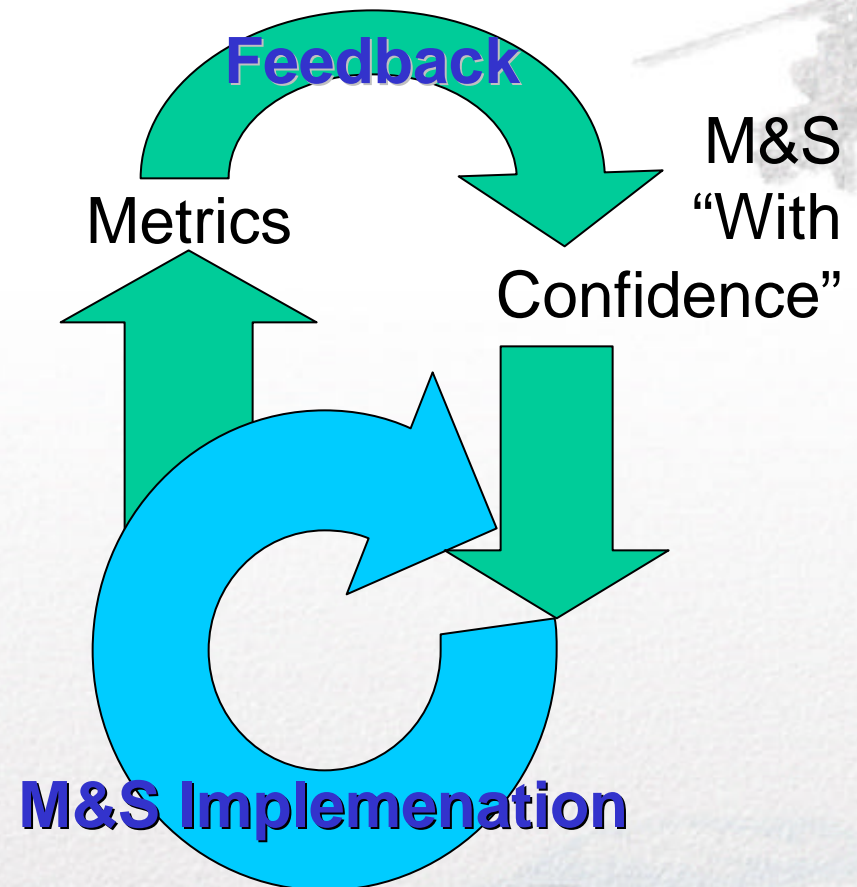 Feedback
Metrics
M&S
“With
Confidence”
M&S Implemenation